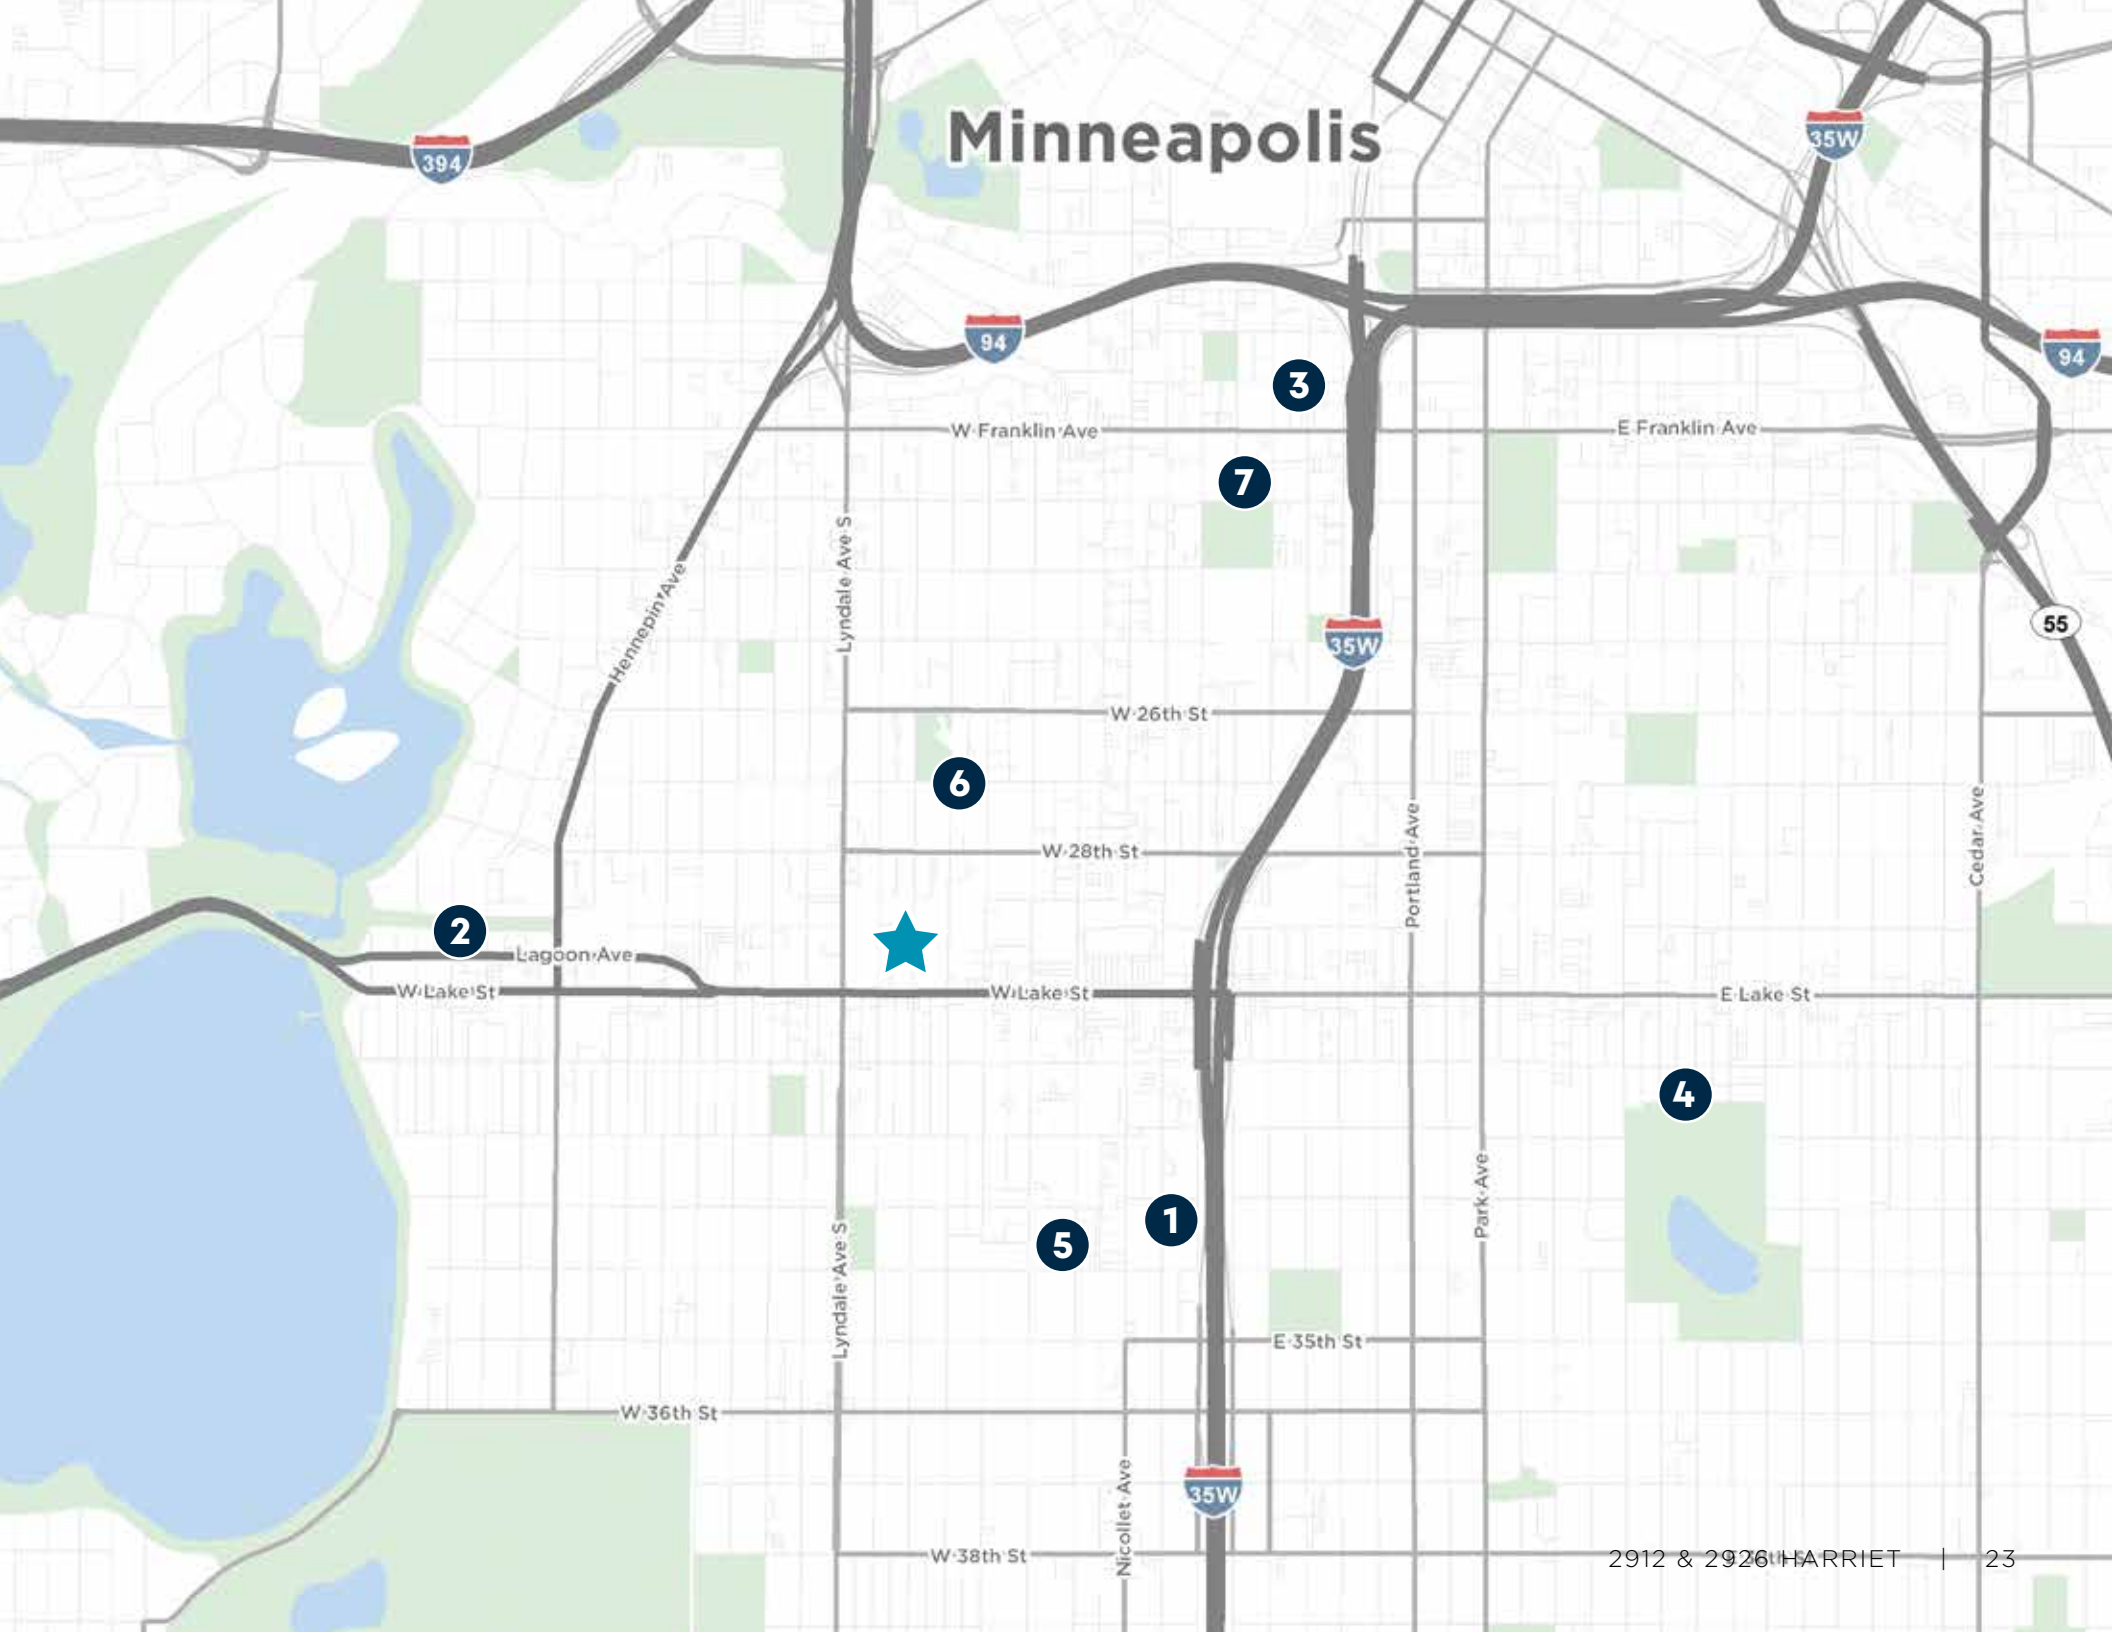 Minneapolis
35W
394
94
94
3
W Franklin Ave
E Franklin Ave
7
Lyndale Ave S
Hennepin Ave
55
35W
W 26th St
6
Portland Ave
Cedar Ave
W 28th St
2
Lagoon Ave
W Lake St
W Lake St
E Lake St
4
Park Ave
1
5
Lyndale Ave S
E 35th St
W 36th St
Nicollet Ave
35W
W 38th St
2912 & 2926 HARRIET | 23